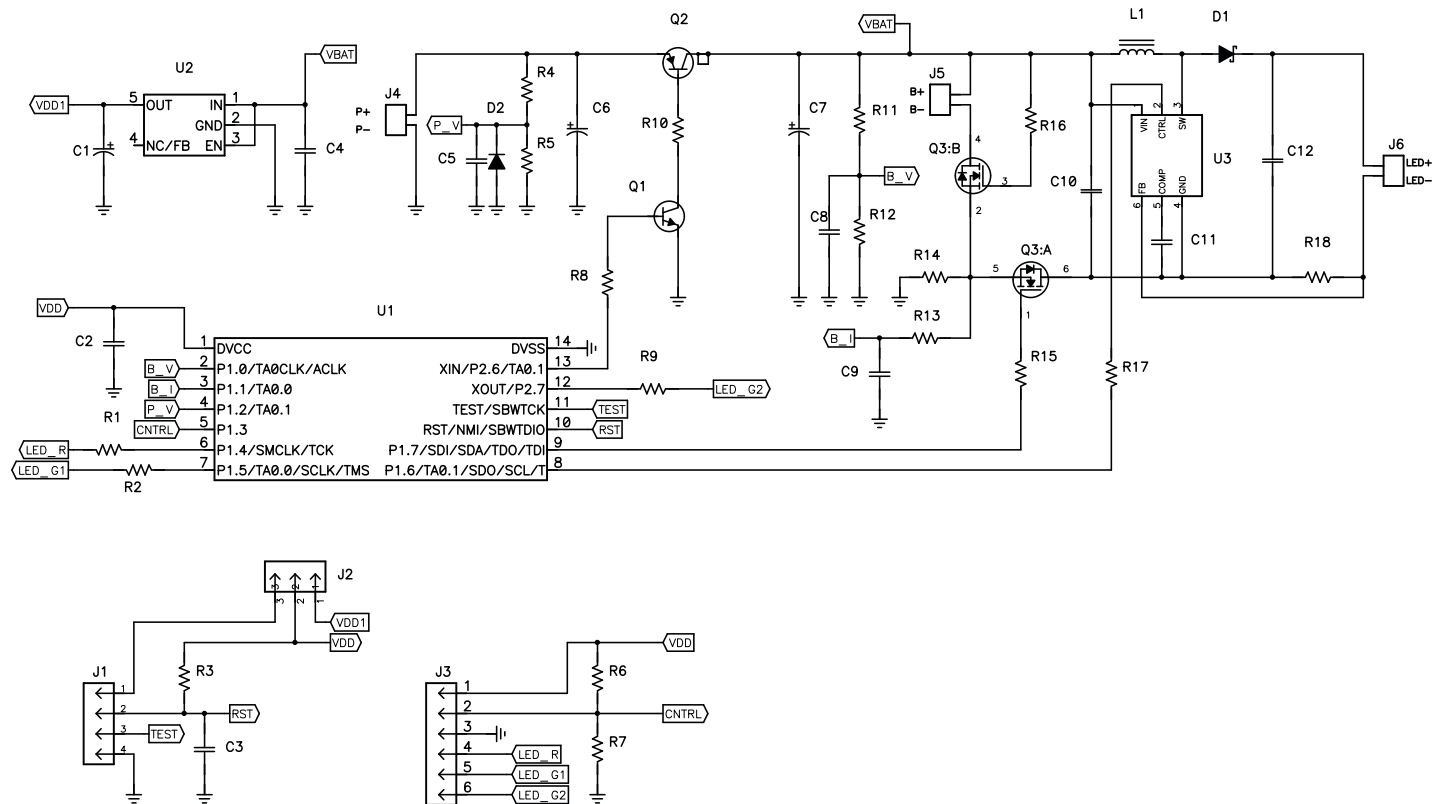 VBAT
U2
VDD1
5 OUT IN 1
GND 2
4 NC/FB EN 3
C1
C4
J4
P+
P-
R4
D2
P_V
C5
R5
C6
Q2
R10
Q1
R8
VBAT
C7
R11
B_V
C8
R12
J5
B+
B-
4
Q3:B
3
2
R16
R14
R13
B_I
C9
5 Q3:A 6
1
R15
C10
L1
D1
1 2 3
VIN CTRL SW
U3
FB COMP GND
6 5 4
C11
C12
R18
R17
J6
LED+
LED-
VDD
C2
U1
1 DVCC DVSS 14
B_V 2 P1.0/TA0CLK/ACLK XIN/P2.6/TA0.1 13
B_I 3 P1.1/TA0.0 XOUT/P2.7 12 R9 LED_G2
P_V 4 P1.2/TA0.1 TEST/SBWTCK 11 TEST
CNTRL 5 P1.3 RST/NMI/SBWTDIO 10 RST
R1
LED_R 6 P1.4/SMCLK/TCK P1.7/SDI/SDA/TDO/TDI 9
LED_G1 7 P1.5/TA0.0/SCLK/TMS P1.6/TA0.1/SDO/SCL/T 8
R2
J2
3 2 1
3 2 1
VDD1
VDD
J1
R3
1
2
RST
3
TEST
4
C3
J3
VDD
R6
1
2
CNTRL
3
R7
4 LED_R
5 LED_G1
6 LED_G2